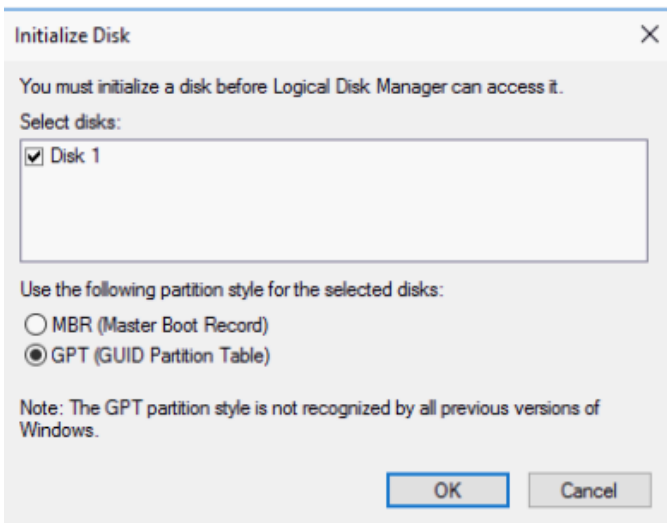 Initialize Disk
You must initialize a disk before Logical Disk Manager can access it.
Select disks:
Disk 1
Use the following partition style for the selected disks:
MBR (Master Boot Record)
GPT (GUID Partition Table)
Note: The GPT partition style is not recognized by all previous versions of
Windows.
OK Cancel